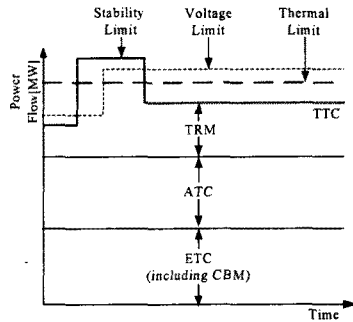 Stability
Limit
Voltage
Limit
Thermal
Limit
Power
Flow [MW]
TTC
TRM
ATC
ETC
(including CBM)
Time